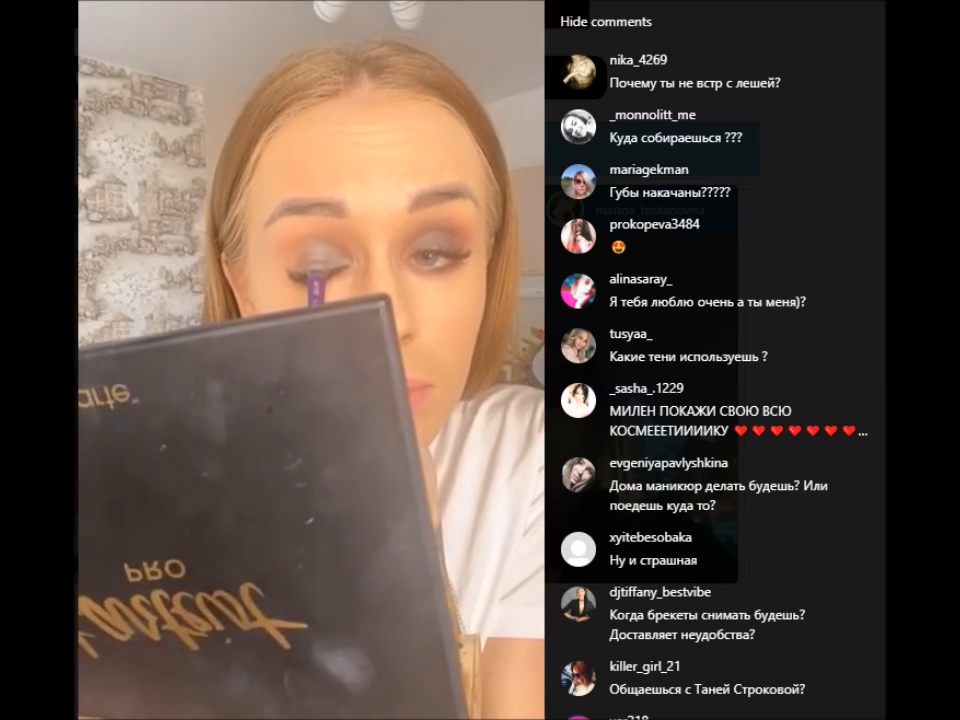 Hide comments
nika_4269
Почему ты не встр с лешей?
_monnolitt_me
Куда собираешься ???
mariagekman
Губы накачаны?????
prokopeva3484
😍
alinasaray_
Я тебя люблю очень а ты меня)?
tusyaa_
Какие тени используешь ?
_sasha_.1229
МИЛЕН ПОКАЖИ СВОЮ ВСЮ
КОСМЕЕЕТИИИИИКУ ❤❤❤❤❤❤❤...
evgeniyapavlyshkina
Дома маникюр делать будешь? Или
поедешь куда то?
xyitebesobaka
Ну и страшная
djtiffany_bestvibe
Когда брекеты снимать будешь?
Доставляет неудобства?
killer_girl_21
Общаешься с Таней Строковой?
PRO